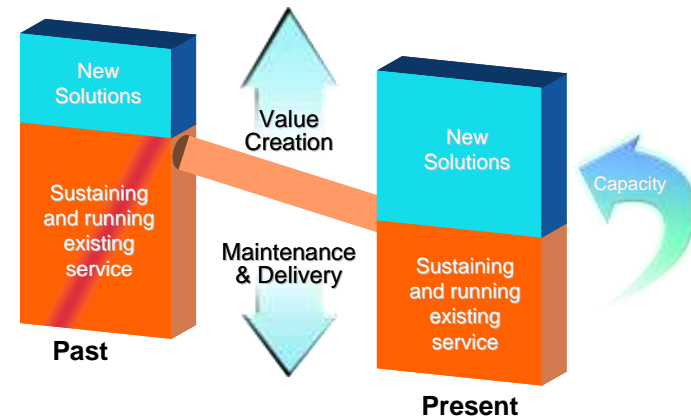 New
Solutions
Sustaining
and running
existing
service
Past
Value
Creation
Maintenance
& Delivery
New
Solutions
Sustaining
and running
existing
service
Present
Capacity